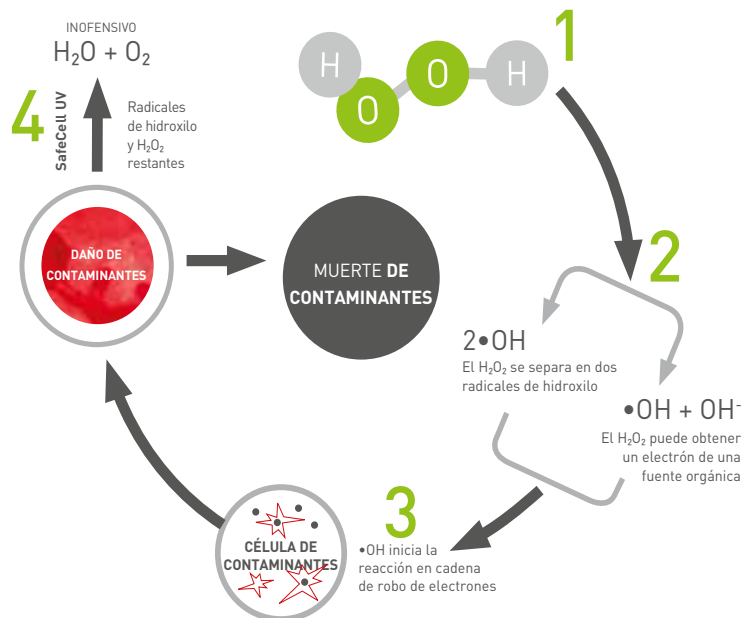 1
H
O
O
H
2
2•OH
El H₂O₂ se separa en dos
radicales de hidroxilo
•OH + OH⁻
El H₂O₂ puede obtener
un electrón de una
fuente orgánica
3
•OH inicia la
reacción en cadena
de robo de electrones
CÉLULA DE
CONTAMINANTES
DAÑO DE
CONTAMINANTES
MUERTE DE
CONTAMINANTES
4
SafeCell UV
Radicales
de hidroxilo
y H₂O₂
restantes
INOFENSIVO
H₂O + O₂